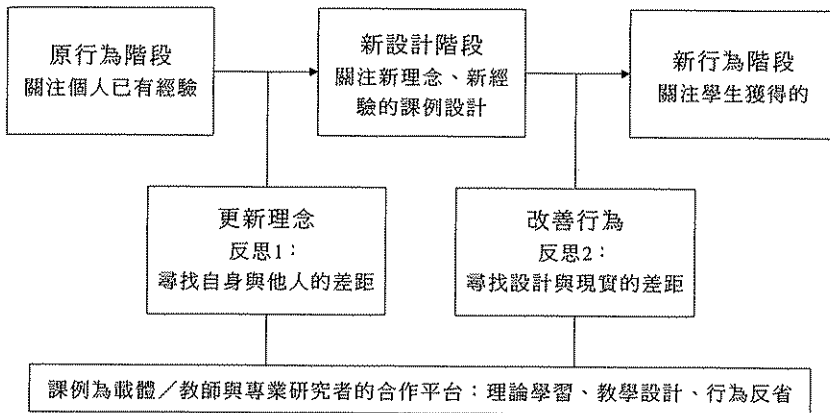 原行為階段
關注個人已有經驗
新設計階段
關注新理念、新經
驗的課例設計
新行為階段
關注學生獲得的
更新理念
反思1：
尋找自身與他人的差距
改善行為
反思2：
尋找設計與現實的差距
課例為載體／教師與專業研究者的合作平台：理論學習、教學設計、行為反省